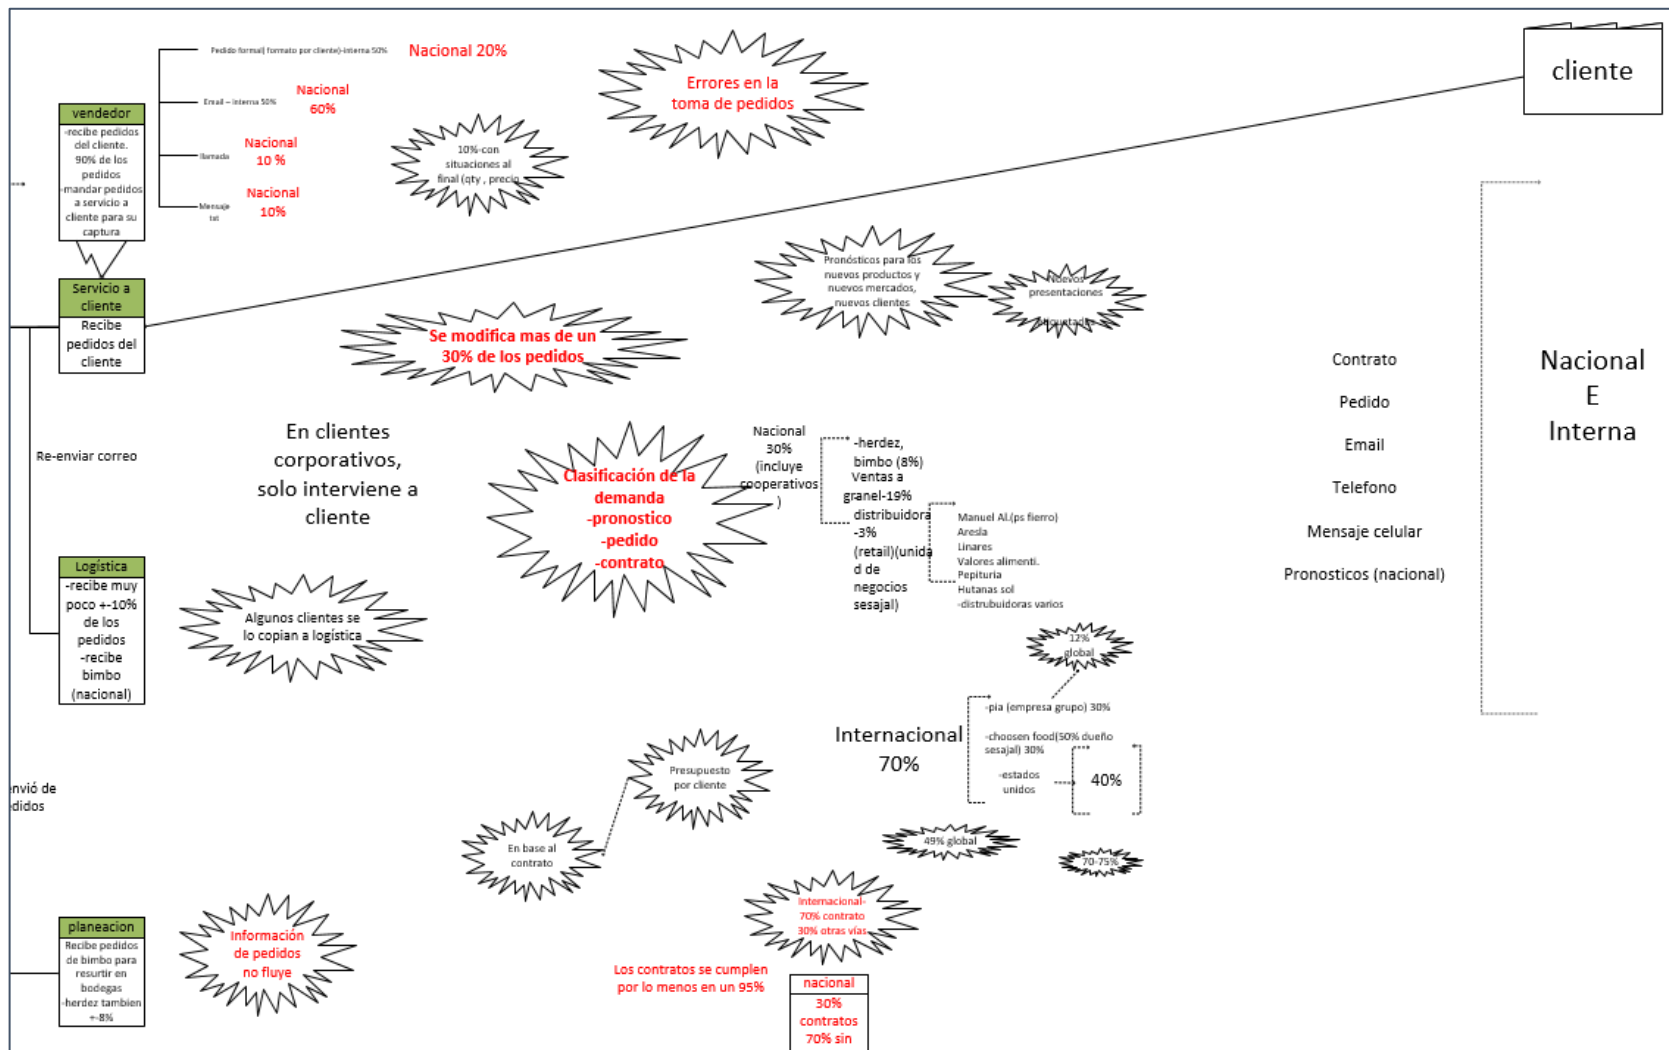 Pedido formal( formato por cliente)-interna 50%
Nacional 20%
Email – interna 50%
Nacional
60%
llamada
Nacional
10 %
Mensaje
txt
Nacional
10%
vendedor
-recibe pedidos
del cliente.
90% de los
pedidos
-mandar pedidos
a servicio a
cliente para su
captura
Errores en la
toma de pedidos
10%-con
situaciones al
final (qty , precio
cliente
Servicio a
cliente
Recibe
pedidos del
cliente
Pronósticos para los
nuevos productos y
nuevos mercados,
nuevos clientes
Nuevos
presentaciones
etiquetados
Se modifica mas de un
30% de los pedidos
Re-enviar correo
En clientes
corporativos,
solo interviene a
cliente
Clasificación de la
demanda
-pronostico
-pedido
-contrato
Nacional
30%
(incluye
cooperativos
)
-herdez,
bimbo (8%)
Ventas a
granel-19%
distribuidora
-3%
(retail)(unida
d de
negocios
sesajal)
Manuel Al.(ps fierro)
Aresla
Linares
Valores alimenti.
Pepituria
Hutanas sol
-distrubuidoras varios
Contrato
Pedido
Email
Telefono
Mensaje celular
Pronosticos (nacional)
Nacional
E
Interna
Logística
-recibe muy
poco +-10%
de los
pedidos
-recibe
bimbo
(nacional)
Algunos clientes se
lo copian a logística
12%
global
Internacional
70%
-pia (empresa grupo) 30%
-choosen food(50% dueño
sesajal) 30%
-estados
unidos
40%
49% global
70-75%
Presupuesto
por cliente
En base al
contrato
envió de
edidos
planeacion
Recibe pedidos
de bimbo para
resurtir en
bodegas
-herdez tambien
+-8%
Información
de pedidos
no fluye
Internacional-
70% contrato
30% otras vías
Los contratos se cumplen
por lo menos en un 95%
nacional
30%
contratos
70% sin